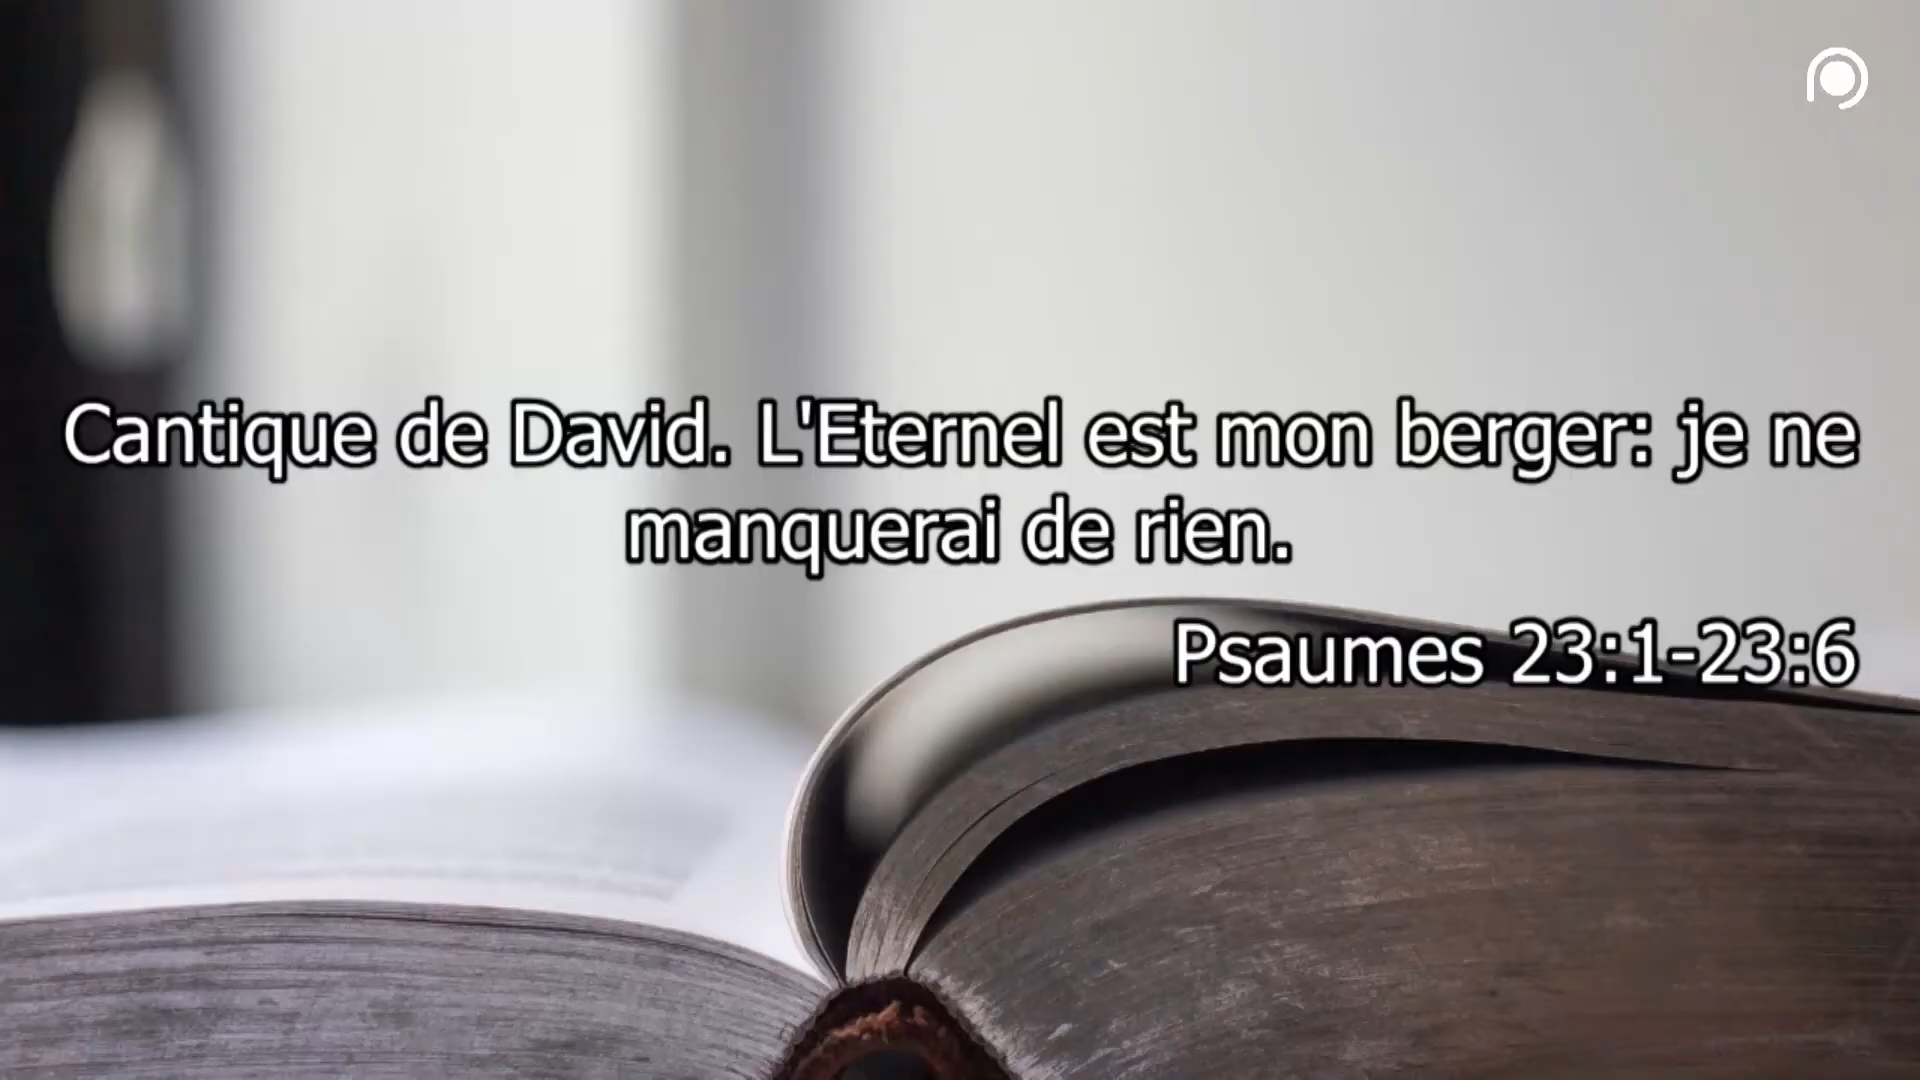 Cantique de David. L'Eternel est mon berger: je ne
manquerai de rien.
Psaumes 23:1-23:6